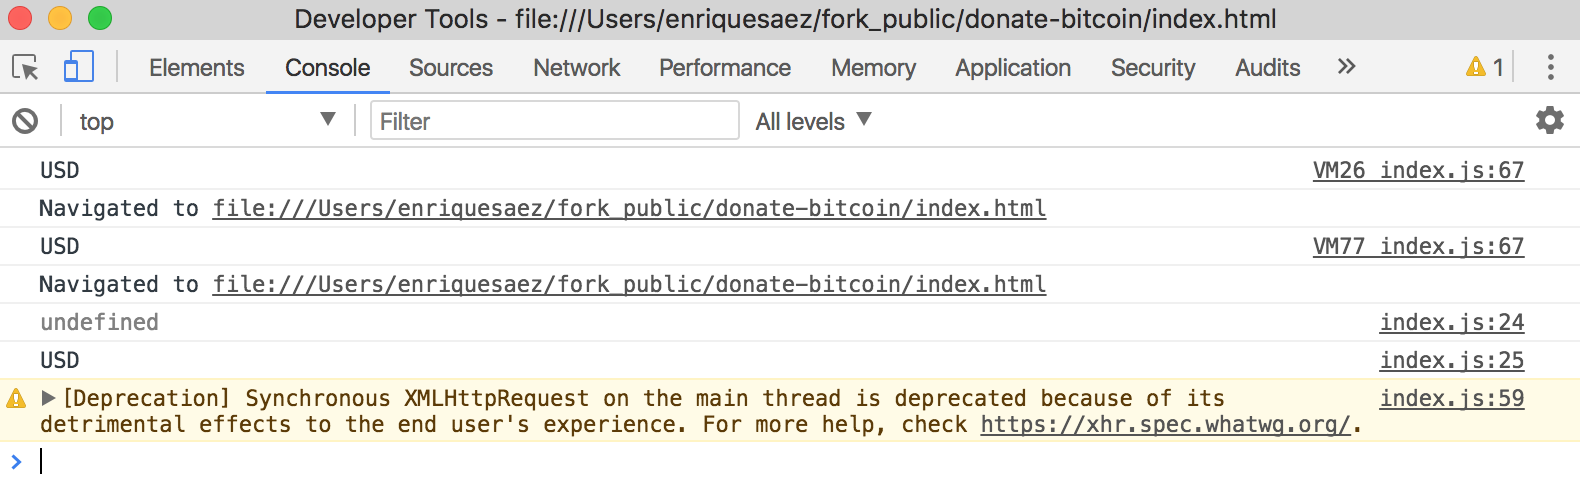 Developer Tools - file:///Users/enriquesaez/fork_public/donate-bitcoin/index.html
Elements Console Sources Network Performance Memory Application Security Audits » 1
top Filter All levels
USD VM26 index.js:67
Navigated to file:///Users/enriquesaez/fork_public/donate-bitcoin/index.html
USD VM77 index.js:67
Navigated to file:///Users/enriquesaez/fork_public/donate-bitcoin/index.html
undefined index.js:24
USD index.js:25
[Deprecation] Synchronous XMLHttpRequest on the main thread is deprecated because of its index.js:59
detrimental effects to the end user's experience. For more help, check https://xhr.spec.whatwg.org/.